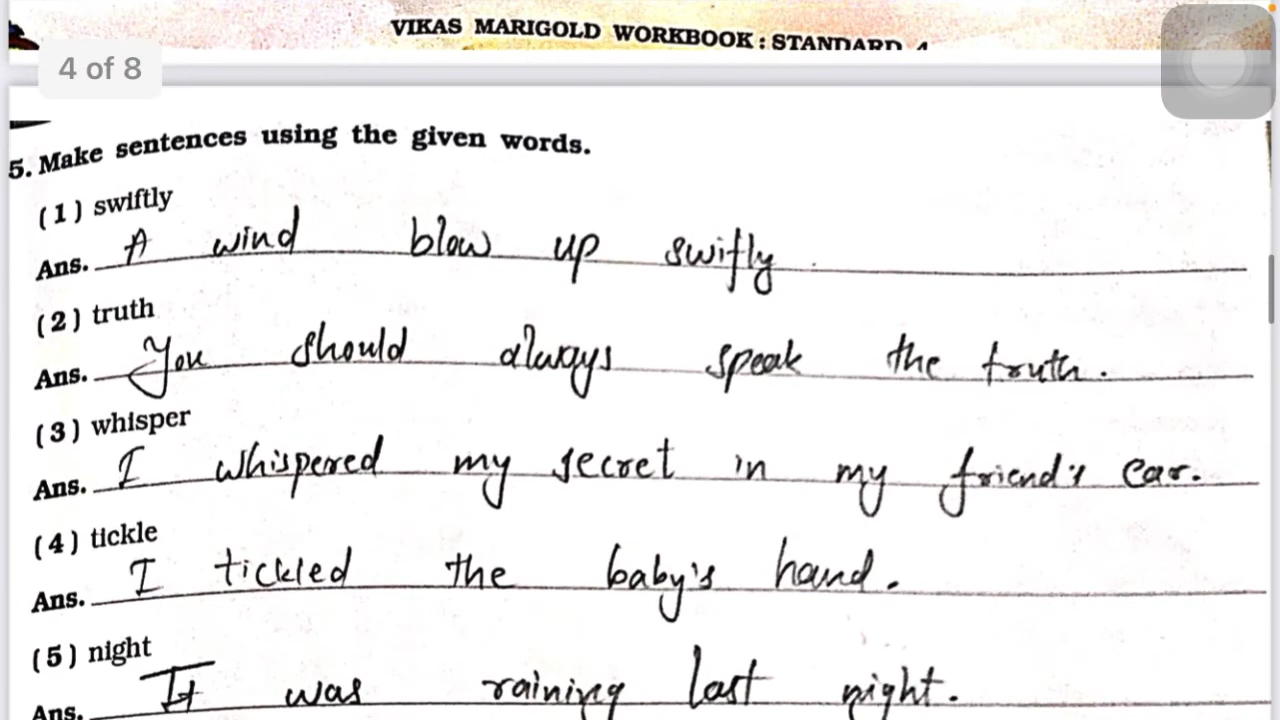 VIKAS MARIGOLD WORKBOOK : STANDARD 4
4 of 8
5. Make sentences using the given words.
(1) swiftly
Ans. A wind blow up swifly
(2) truth
Ans. You should always speak the truth.
(3) whisper
Ans. I whispered my secret in my friend's ear.
(4) tickle
Ans. I tickled the baby's hand.
(5) night
Ans. It was raining last night.